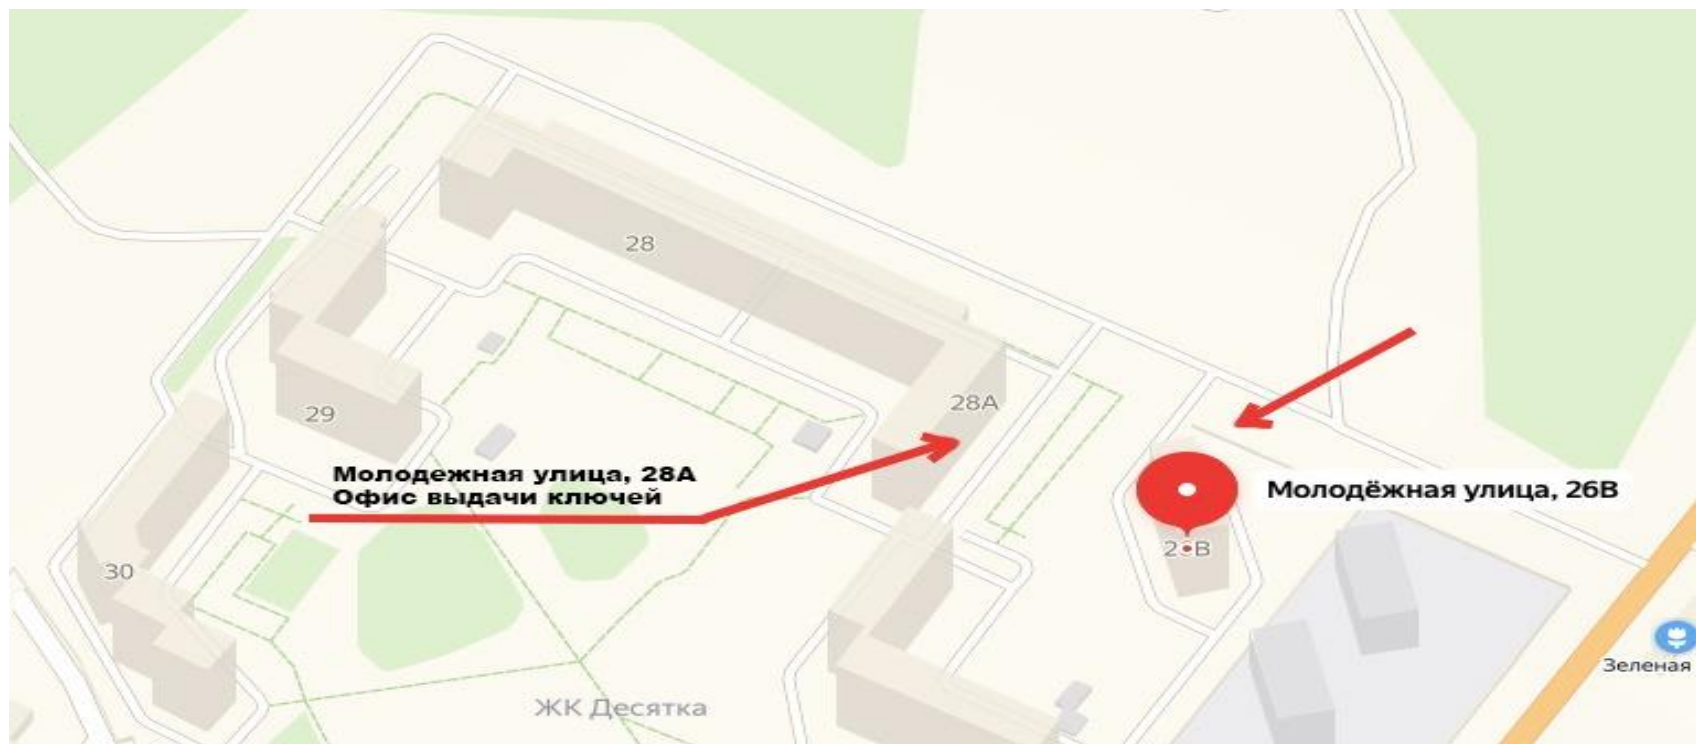 28
28А
29
Молодежная улица, 28А
Офис выдачи ключей
Молодёжная улица, 26В
30
Зеленая
ЖК Десятка